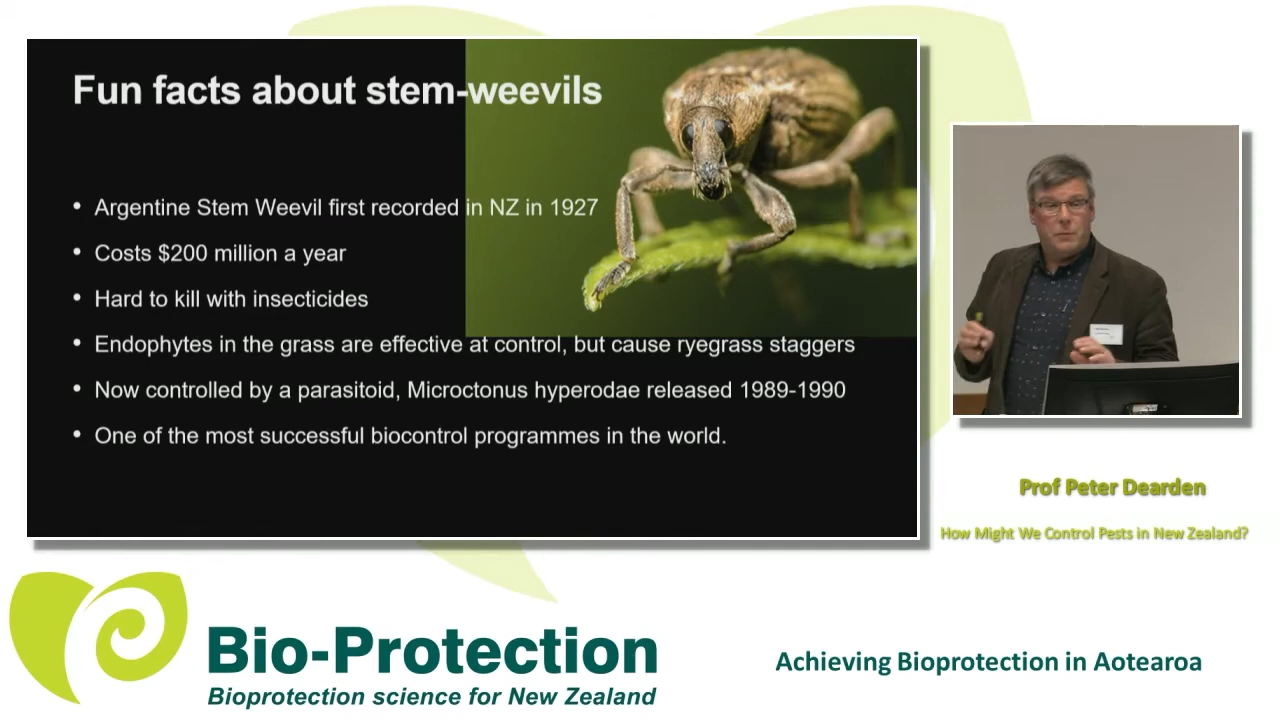 Fun facts about stem-weevils
• Argentine Stem Weevil first recorded in NZ in 1927
• Costs $200 million a year
• Hard to kill with insecticides
• Endophytes in the grass are effective at control, but cause ryegrass staggers
• Now controlled by a parasitoid, Microctonus hyperodae released 1989-1990
• One of the most successful biocontrol programmes in the world.
Prof Peter Dearden
How Might We Control Pests in New Zealand?
Bio-Protection
Bioprotection science for New Zealand
Achieving Bioprotection in Aotearoa